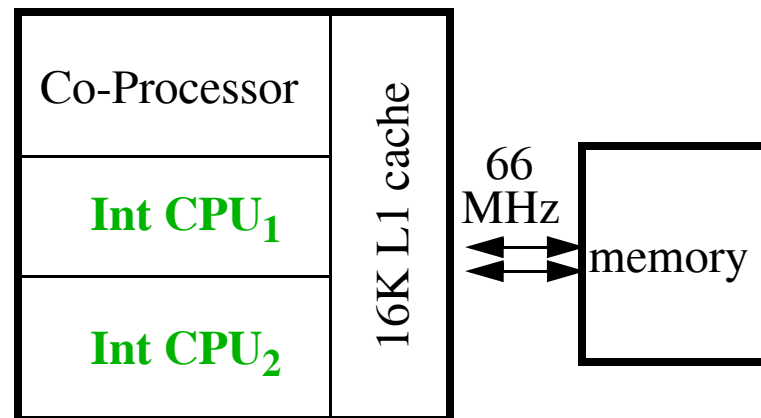 Co-Processor
Int CPU₁
Int CPU₂
16K L1 cache
66
MHz
memory